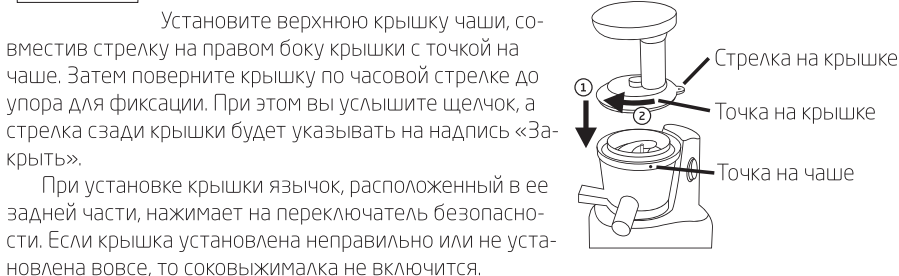 Установите верхнюю крышку чаши, со-
вместив стрелку на правом боку крышки с точкой на
чаше. Затем поверните крышку по часовой стрелке до
упора для фиксации. При этом вы услышите щелчок, а
стрелка сзади крышки будет указывать на надпись «За-
крыть».
При установке крышки язычок, расположенный в ее
задней части, нажимает на переключатель безопасно-
сти. Если крышка установлена неправильно или не уста-
новлена вовсе, то соковыжималка не включится.
Стрелка на крышке
1
Точка на крышке
2
Точка на чаше